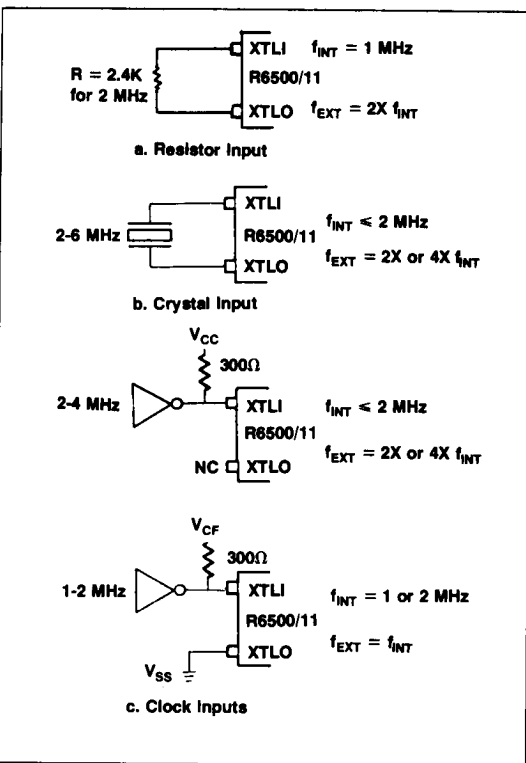 XTLI
f_INT = 1 MHz
R = 2.4K
for 2 MHz
R6500/11
XTLO
f_EXT = 2X f_INT
a. Resistor Input
XTLI
2-6 MHz
R6500/11
f_INT ≤ 2 MHz
XTLO
f_EXT = 2X or 4X f_INT
b. Crystal Input
V_CC
300Ω
2-4 MHz
XTLI
f_INT ≤ 2 MHz
R6500/11
f_EXT = 2X or 4X f_INT
NC
XTLO
V_CF
300Ω
1-2 MHz
XTLI
f_INT = 1 or 2 MHz
R6500/11
XTLO
f_EXT = f_INT
V_SS
c. Clock Inputs